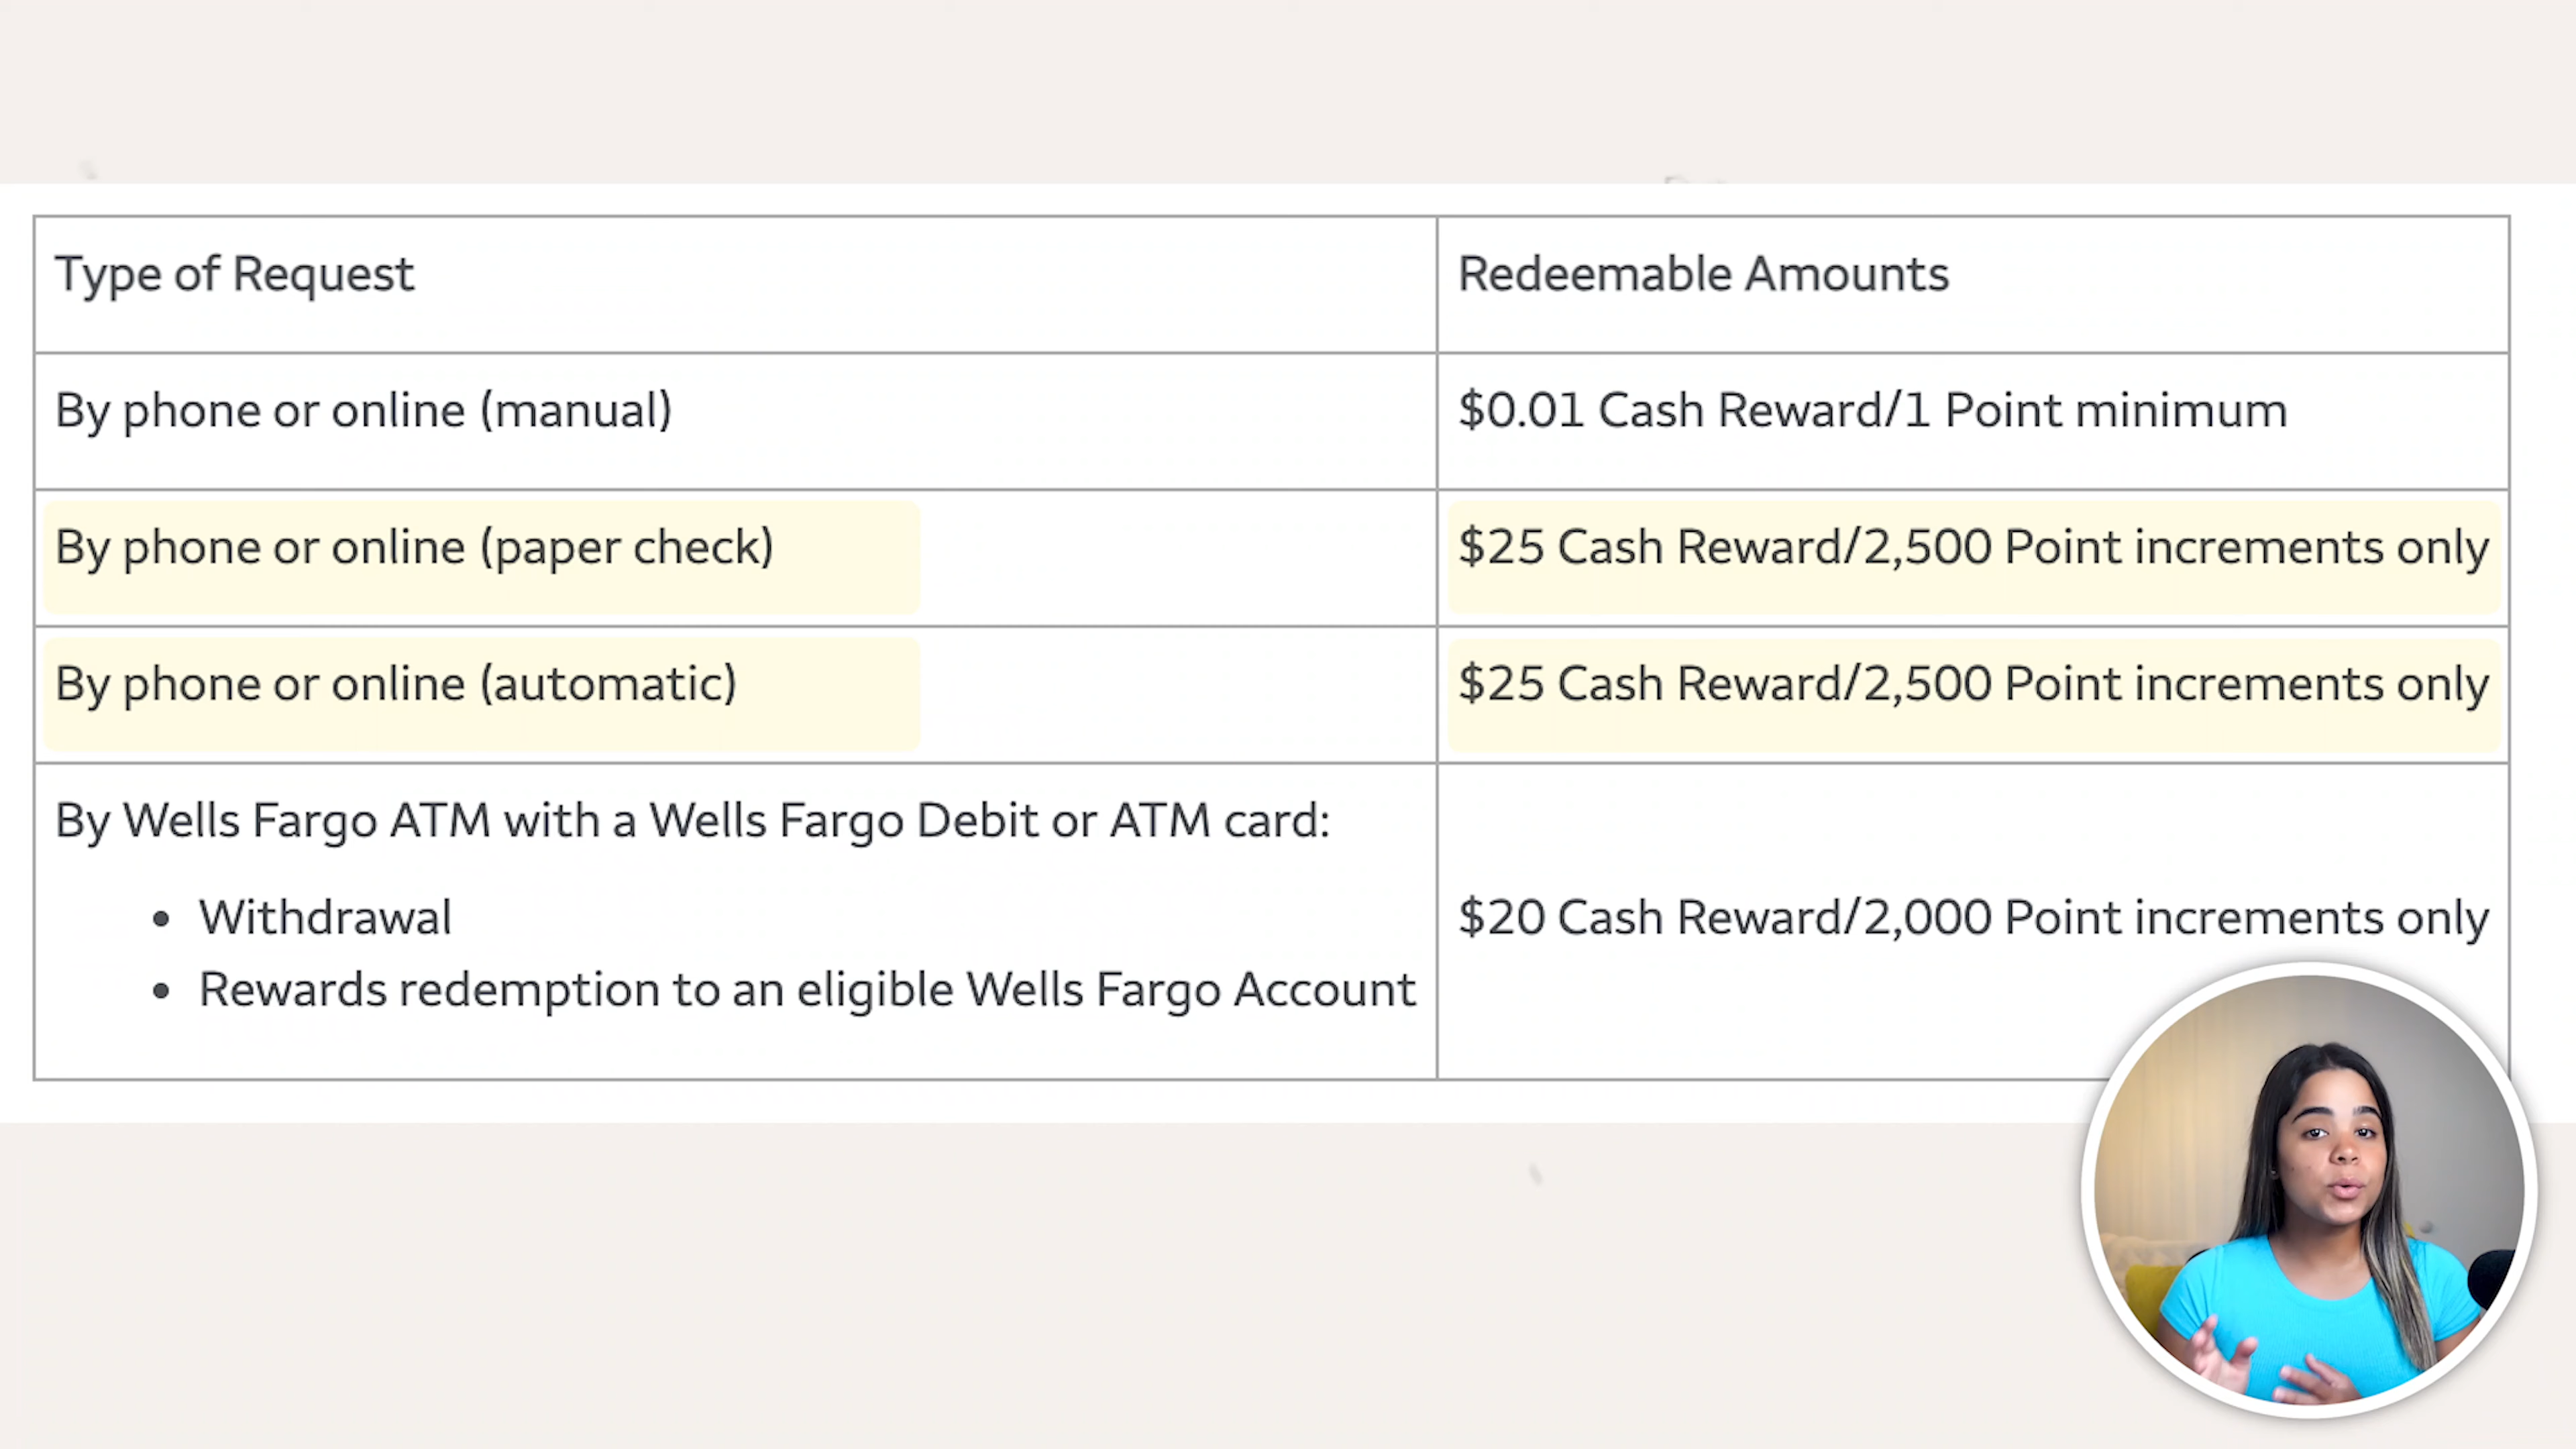 Type of Request
Redeemable Amounts
By phone or online (manual)
$0.01 Cash Reward/1 Point minimum
By phone or online (paper check)
$25 Cash Reward/2,500 Point increments only
By phone or online (automatic)
$25 Cash Reward/2,500 Point increments only
By Wells Fargo ATM with a Wells Fargo Debit or ATM card:
• Withdrawal
• Rewards redemption to an eligible Wells Fargo Account
$20 Cash Reward/2,000 Point increments only